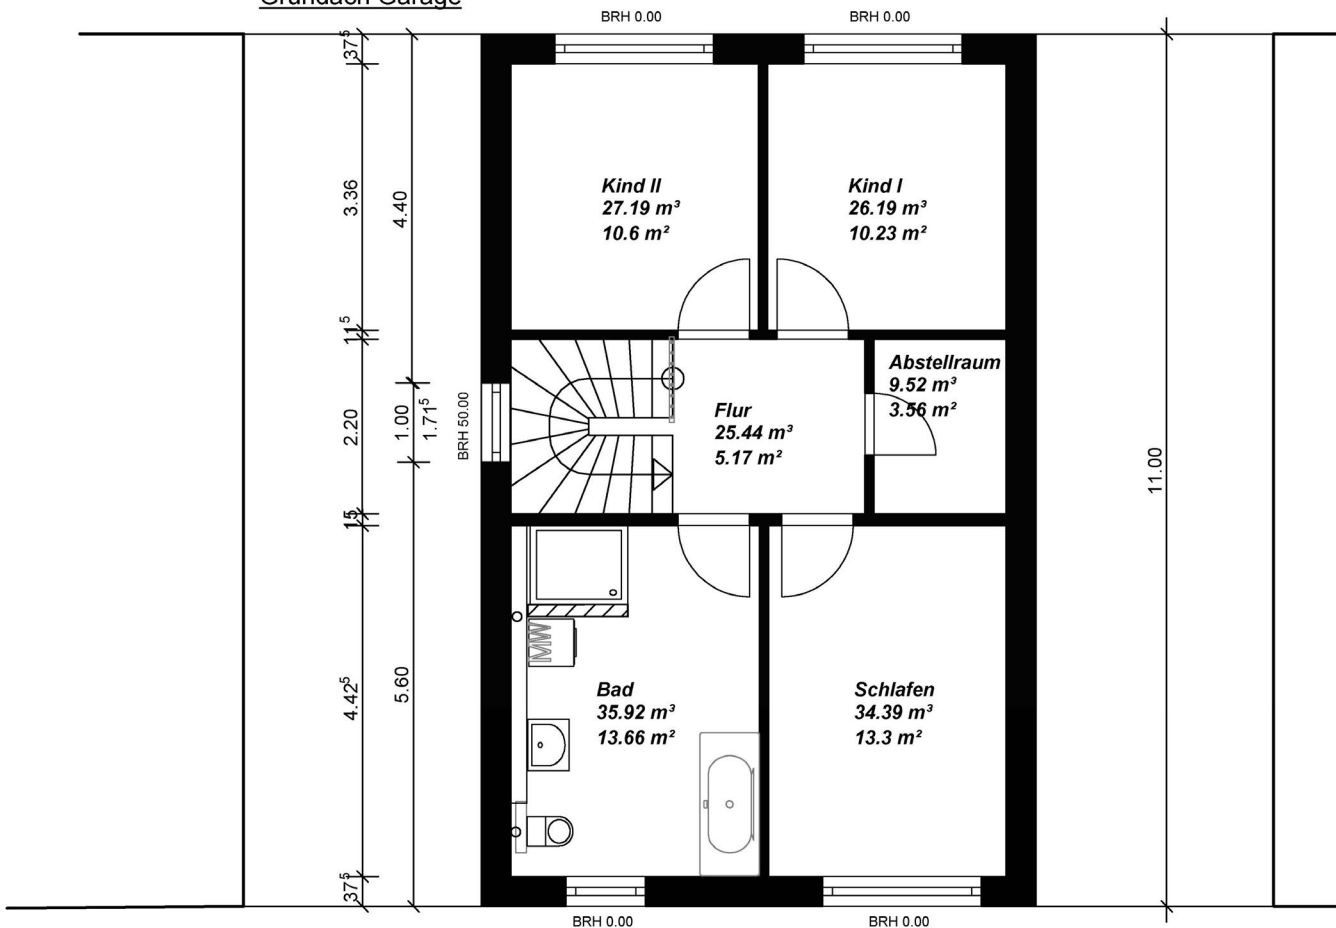 Gründach Garage
BRH 0.00
BRH 0.00
37⁵
3.36
4.40
Kind II
27.19 m³
10.6 m²
Kind I
26.19 m³
10.23 m²
11⁵
2.20
1.00
1.71⁵
BRH 50.00
Flur
25.44 m³
5.17 m²
Abstellraum
9.52 m³
3.56 m²
11.00
15
4.42⁵
5.60
MW
Bad
35.92 m³
13.66 m²
Schlafen
34.39 m³
13.3 m²
37⁵
BRH 0.00
BRH 0.00